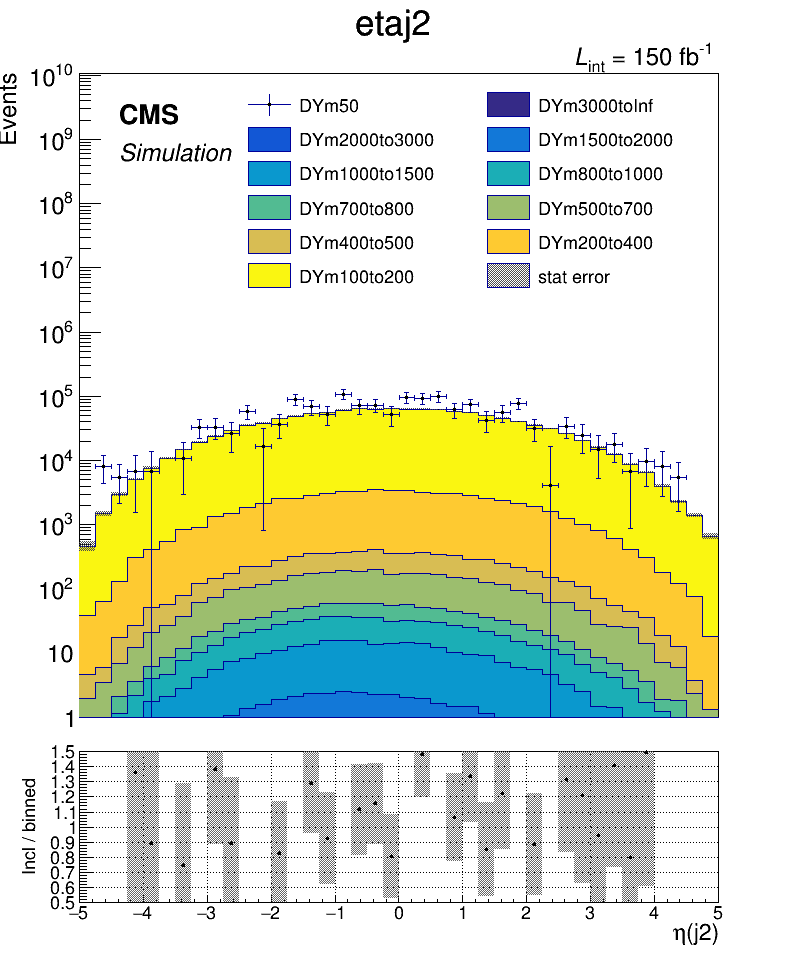 etaj2
L_int = 150 fb^-1
Events
10^10
10^9
10^8
10^7
10^6
10^5
10^4
10^3
10^2
10
1
CMS
Simulation
DYm50
DYm3000toInf
DYm2000to3000
DYm1500to2000
DYm1000to1500
DYm800to1000
DYm700to800
DYm500to700
DYm400to500
DYm200to400
DYm100to200
stat error
Incl / binned
1.5
1.4
1.3
1.2
1.1
1
0.9
0.8
0.7
0.6
0.5
−5 −4 −3 −2 −1 0 1 2 3 4 5
η(j2)